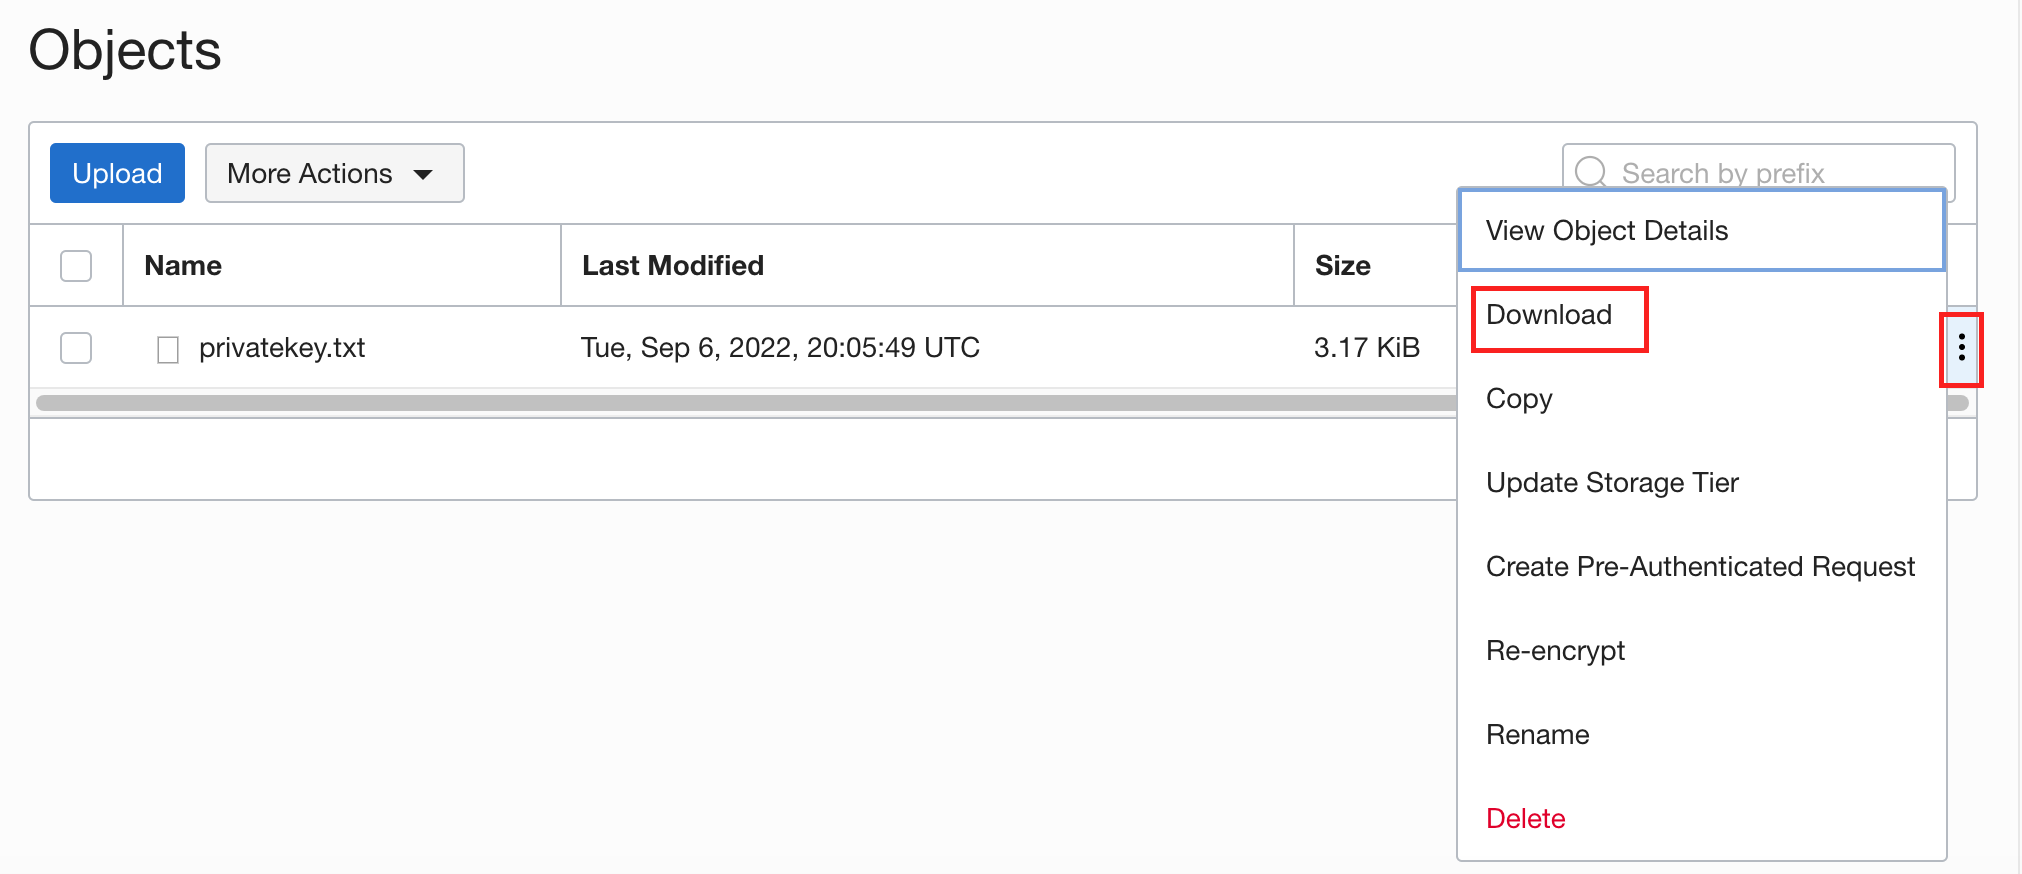 Objects
Upload
More Actions
Search by prefix
Name
Last Modified
Size
privatekey.txt
Tue, Sep 6, 2022, 20:05:49 UTC
3.17 KiB
View Object Details
Download
Copy
Update Storage Tier
Create Pre-Authenticated Request
Re-encrypt
Rename
Delete